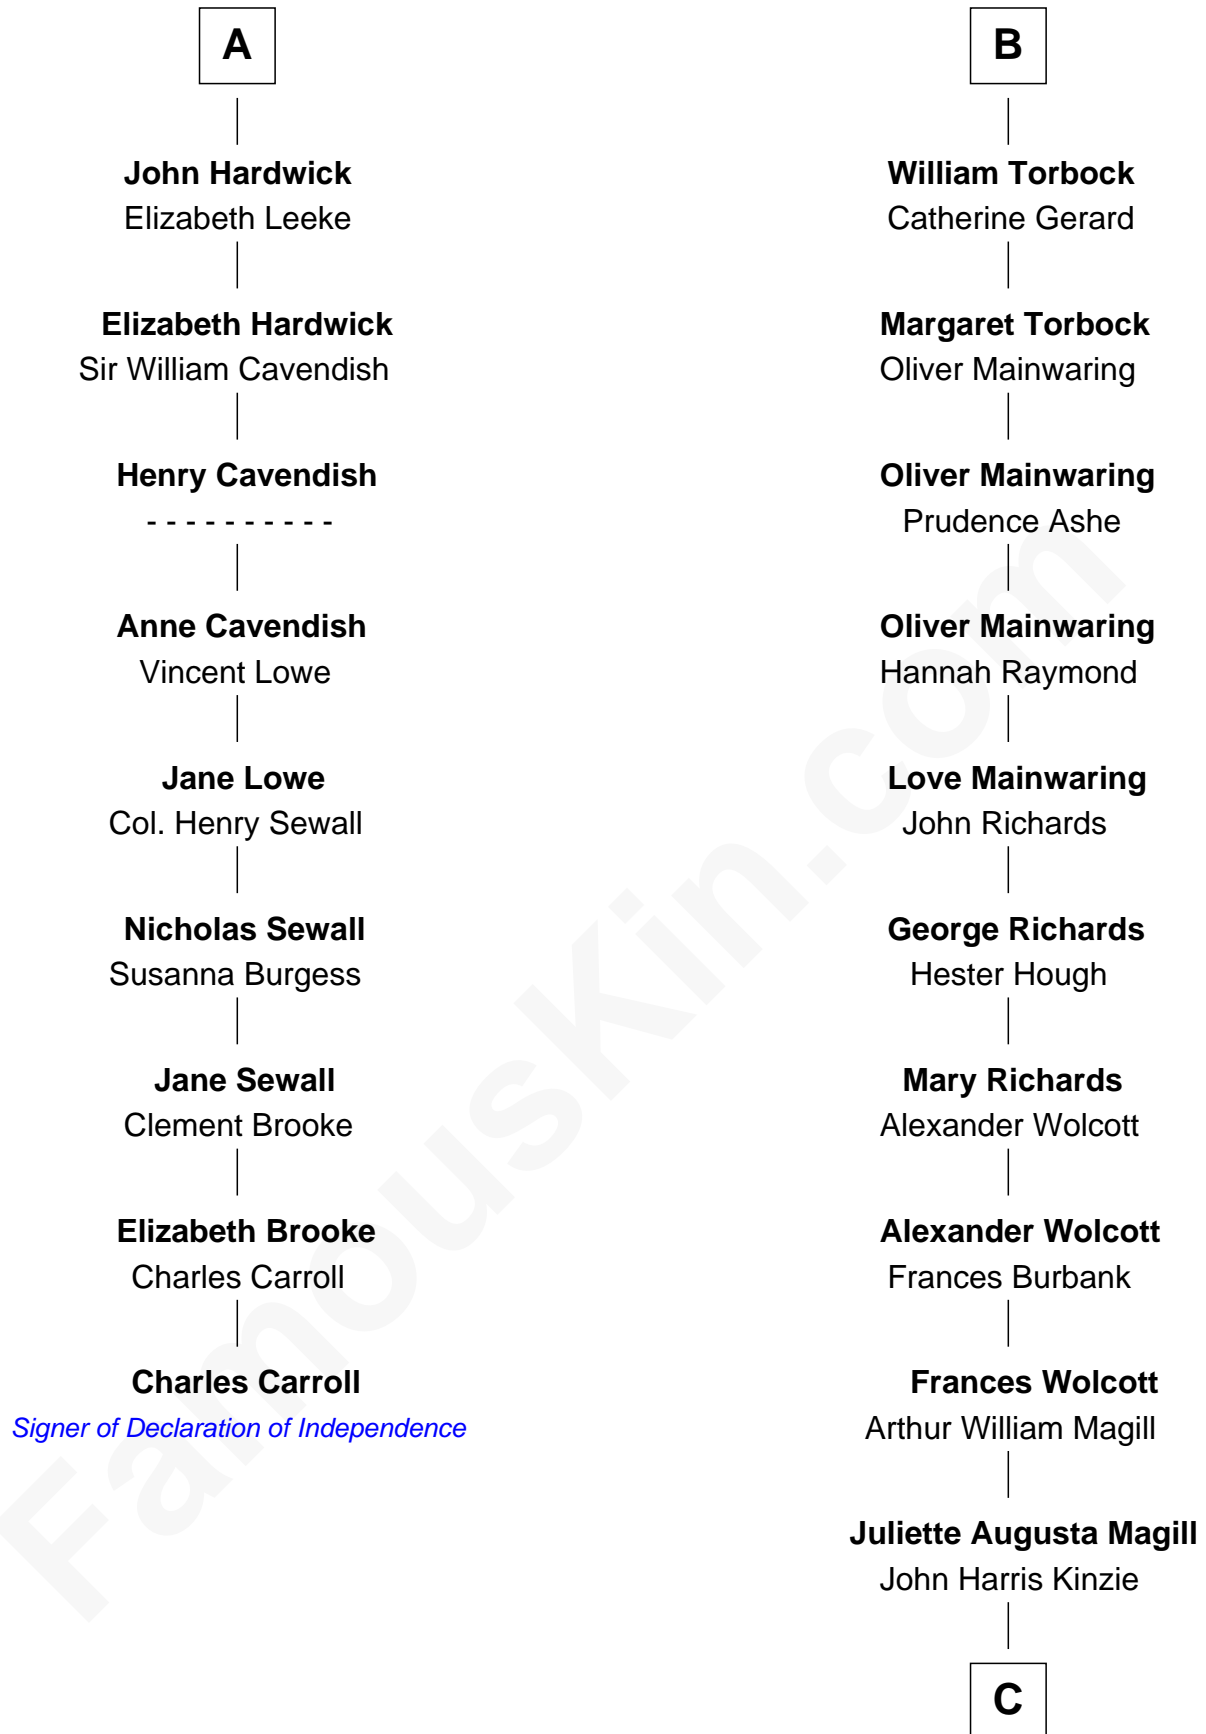 A
John Hardwick
Elizabeth Leeke
Elizabeth Hardwick
Sir William Cavendish
Henry Cavendish
- - - - - - - - - -
Anne Cavendish
Vincent Lowe
Jane Lowe
Col. Henry Sewall
Nicholas Sewall
Susanna Burgess
Jane Sewall
Clement Brooke
Elizabeth Brooke
Charles Carroll
Charles Carroll
Signer of Declaration of Independence
B
William Torbock
Catherine Gerard
Margaret Torbock
Oliver Mainwaring
Oliver Mainwaring
Prudence Ashe
Oliver Mainwaring
Hannah Raymond
Love Mainwaring
John Richards
George Richards
Hester Hough
Mary Richards
Alexander Wolcott
Alexander Wolcott
Frances Burbank
Frances Wolcott
Arthur William Magill
Juliette Augusta Magill
John Harris Kinzie
C
FamousKin.com